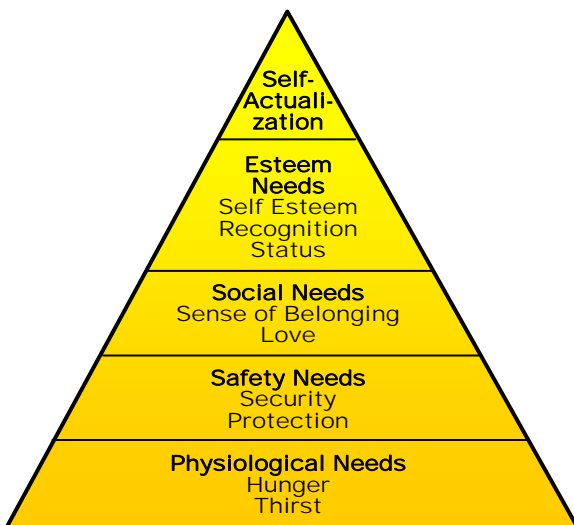 Self-
Actuali-
zation
Esteem
Needs
Self Esteem
Recognition
Status
Social Needs
Sense of Belonging
Love
Safety Needs
Security
Protection
Physiological Needs
Hunger
Thirst